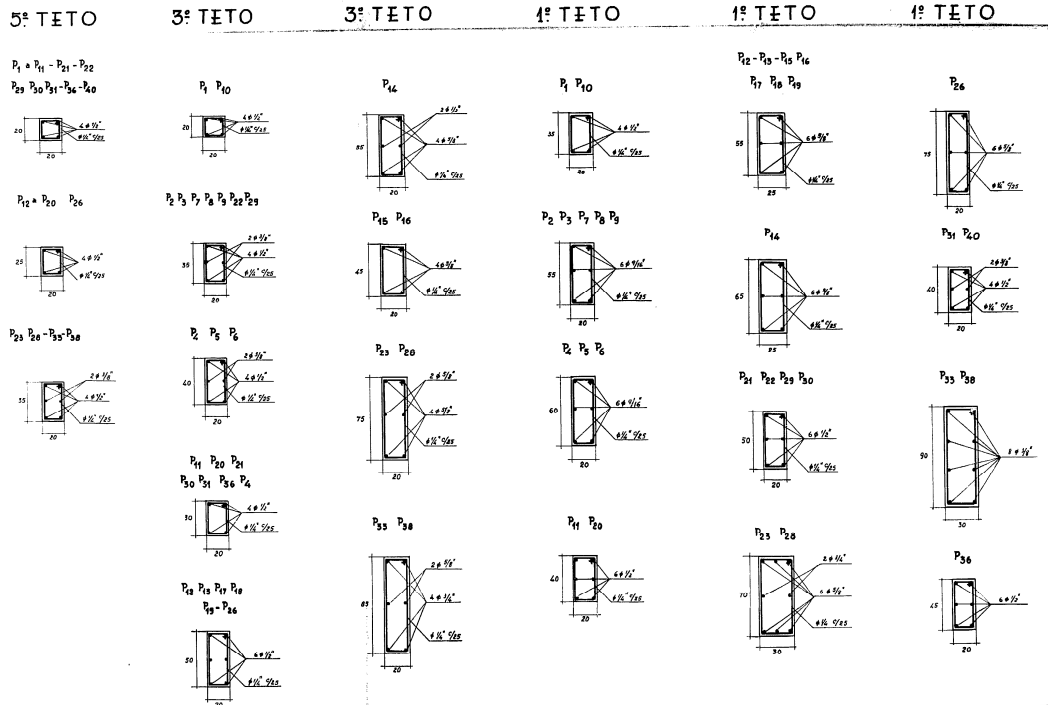 5º TETO
P1 a P11 - P21 - P22
P29 P30 P31 - P36 - P40
20
4 ø 1/2"
ø 1/4" c/25
20
P12 a P20 P26
25
4 ø 1/2"
ø 1/4" c/25
20
P23 P28 - P33 - P38
35
2 ø 3/8"
4 ø 1/2"
ø 1/4" c/25
20
3º TETO
P1 P10
20
4 ø 1/2"
ø 1/4" c/25
20
P2 P3 P7 P8 P9 P22 P29
35
2 ø 3/8"
4 ø 1/2"
ø 1/4" c/25
20
P4 P5 P6
40
2 ø 3/8"
4 ø 1/2"
ø 1/4" c/25
20
P11 P20 P21
P30 P31 P36 P4
30
4 ø 1/2"
ø 1/4" c/25
20
P12 P13 P17 P18
P19 - P26
50
6 ø 1/2"
ø 1/4" c/25
20
3º TETO
P14
55
2 ø 1/2"
4 ø 5/8"
ø 1/4" c/25
20
P15 P16
45
4 ø 5/8"
ø 1/4" c/25
20
P23 P28
75
2 ø 5/8"
ø 1/4" c/25
20
P33 P38
85
2 ø 5/8"
4 ø 3/4"
ø 1/4" c/25
20
1º TETO
P1 P10
35
4 ø 1/2"
ø 1/4" c/25
20
P2 P3 P7 P8 P9
55
6 ø 9/16"
ø 1/4" c/25
20
P4 P5 P6
60
6 ø 9/16"
ø 1/4" c/25
20
P11 P20
40
6 ø 1/2"
ø 1/4" c/25
20
1º TETO
P12 - P13 - P15 P16
P17 P18 P19
55
6 ø 5/8"
ø 1/4" c/25
25
P14
65
ø 1/4" c/25
25
P21 P22 P29 P30
50
6 ø 1/2"
ø 1/4" c/25
20
P23 P28
70
2 ø 3/4"
ø 1/4 c/25
30
1º TETO
P26
75
6 ø 5/8"
ø 1/4" c/25
20
P31 P40
40
2 ø 3/8"
4 ø 1/2"
ø 1/4" c/25
20
P33 P38
90
30
P36
45
6 ø 1/2"
20